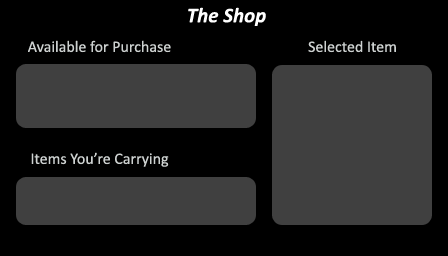 The Shop
Available for Purchase
Selected Item
Items You’re Carrying